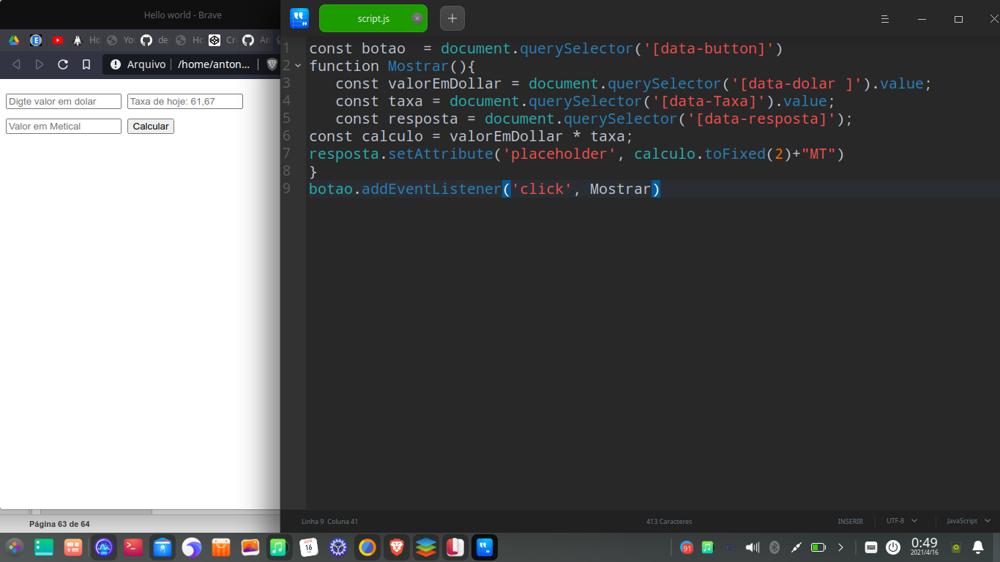 Hello world - Brave
Ho
You
de
Ho
Cr
An
Arquivo
/home/anton...
Digte valor em dolar
Taxa de hoje: 61,67
Valor em Metical
Calcular
Página 63 de 64
script.js
1 const botao  = document.querySelector('[data-button]')
2 function Mostrar(){
3    const valorEmDollar = document.querySelector('[data-dolar ]').value;
4    const taxa = document.querySelector('[data-Taxa]').value;
5    const resposta = document.querySelector('[data-resposta]');
6 const calculo = valorEmDollar * taxa;
7 resposta.setAttribute('placeholder', calculo.toFixed(2)+"MT")
8 }
9 botao.addEventListener('click', Mostrar)
Linha 9 Coluna 41
413 Caracteres
INSERIR
UTF-8
JavaScript
APR
16
91
0:49
2021/4/16